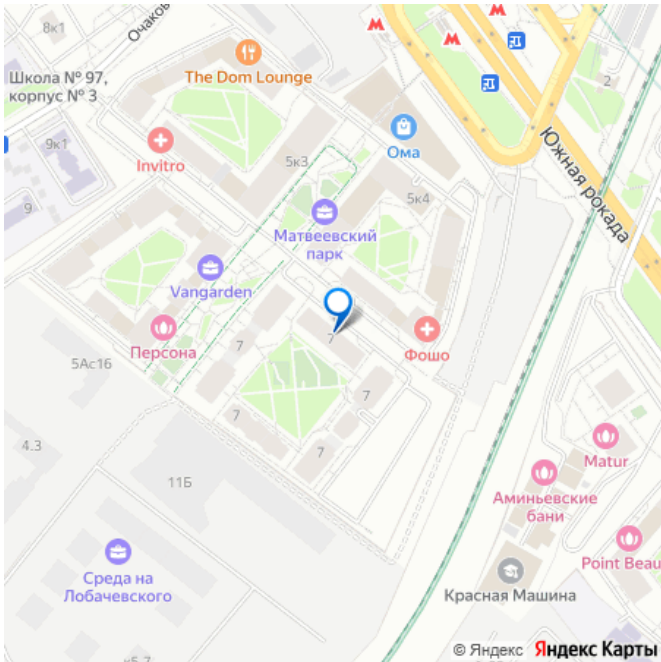 8к1
Очаков
Школа № 97,
корпус № 3
The Dom Lounge
2
9к1
Invitro
Ома
Южная рокада
5к3
5к4
9
Матвеевский
парк
Vangarden
Персона
7
7
Фошо
5Ас16
7
7
7
4.3
11Б
Matur
Аминьевские
бани
Point Beau
Среда на
Лобачевского
Красная Машина
© Яндекс Яндекс Карты